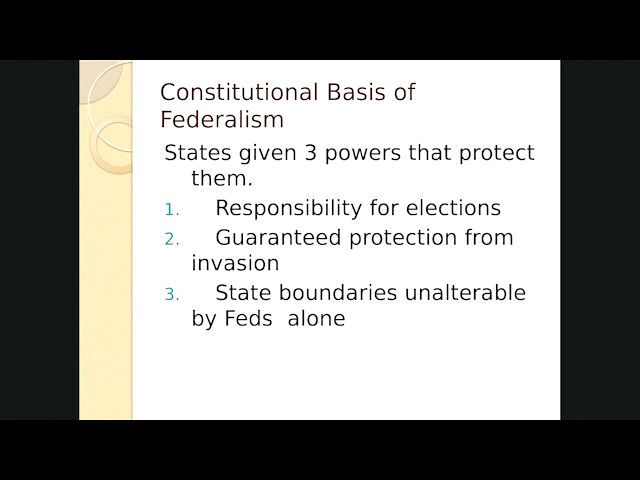 Constitutional Basis of
Federalism
States given 3 powers that protect
them.
1. Responsibility for elections
2. Guaranteed protection from
invasion
3. State boundaries unalterable
by Feds alone